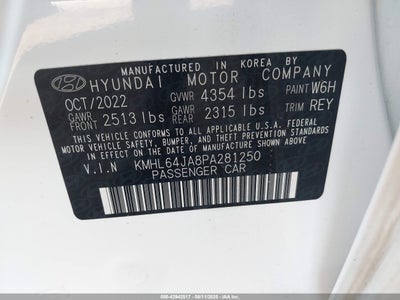 MANUFACTURED IN KOREA BY
HYUNDAI MOTOR COMPANY
OCT/2022 GVWR 4354 lbs PAINT W6H
GAWR FRONT 2513 lbs GAWR REAR 2315 lbs TRIM REY
THIS VEHICLE CONFORMS TO ALL APPLICABLE U.S.A FEDERAL
MOTOR VEHICLE SAFETY, BUMPER, AND THEFT PREVENTION STANDARDS
IN EFFECT ON THE DATE OF MANUFACTURE SHOWN ABOVE.
V.I.N KMHL64JA8PA281250
PASSENGER CAR